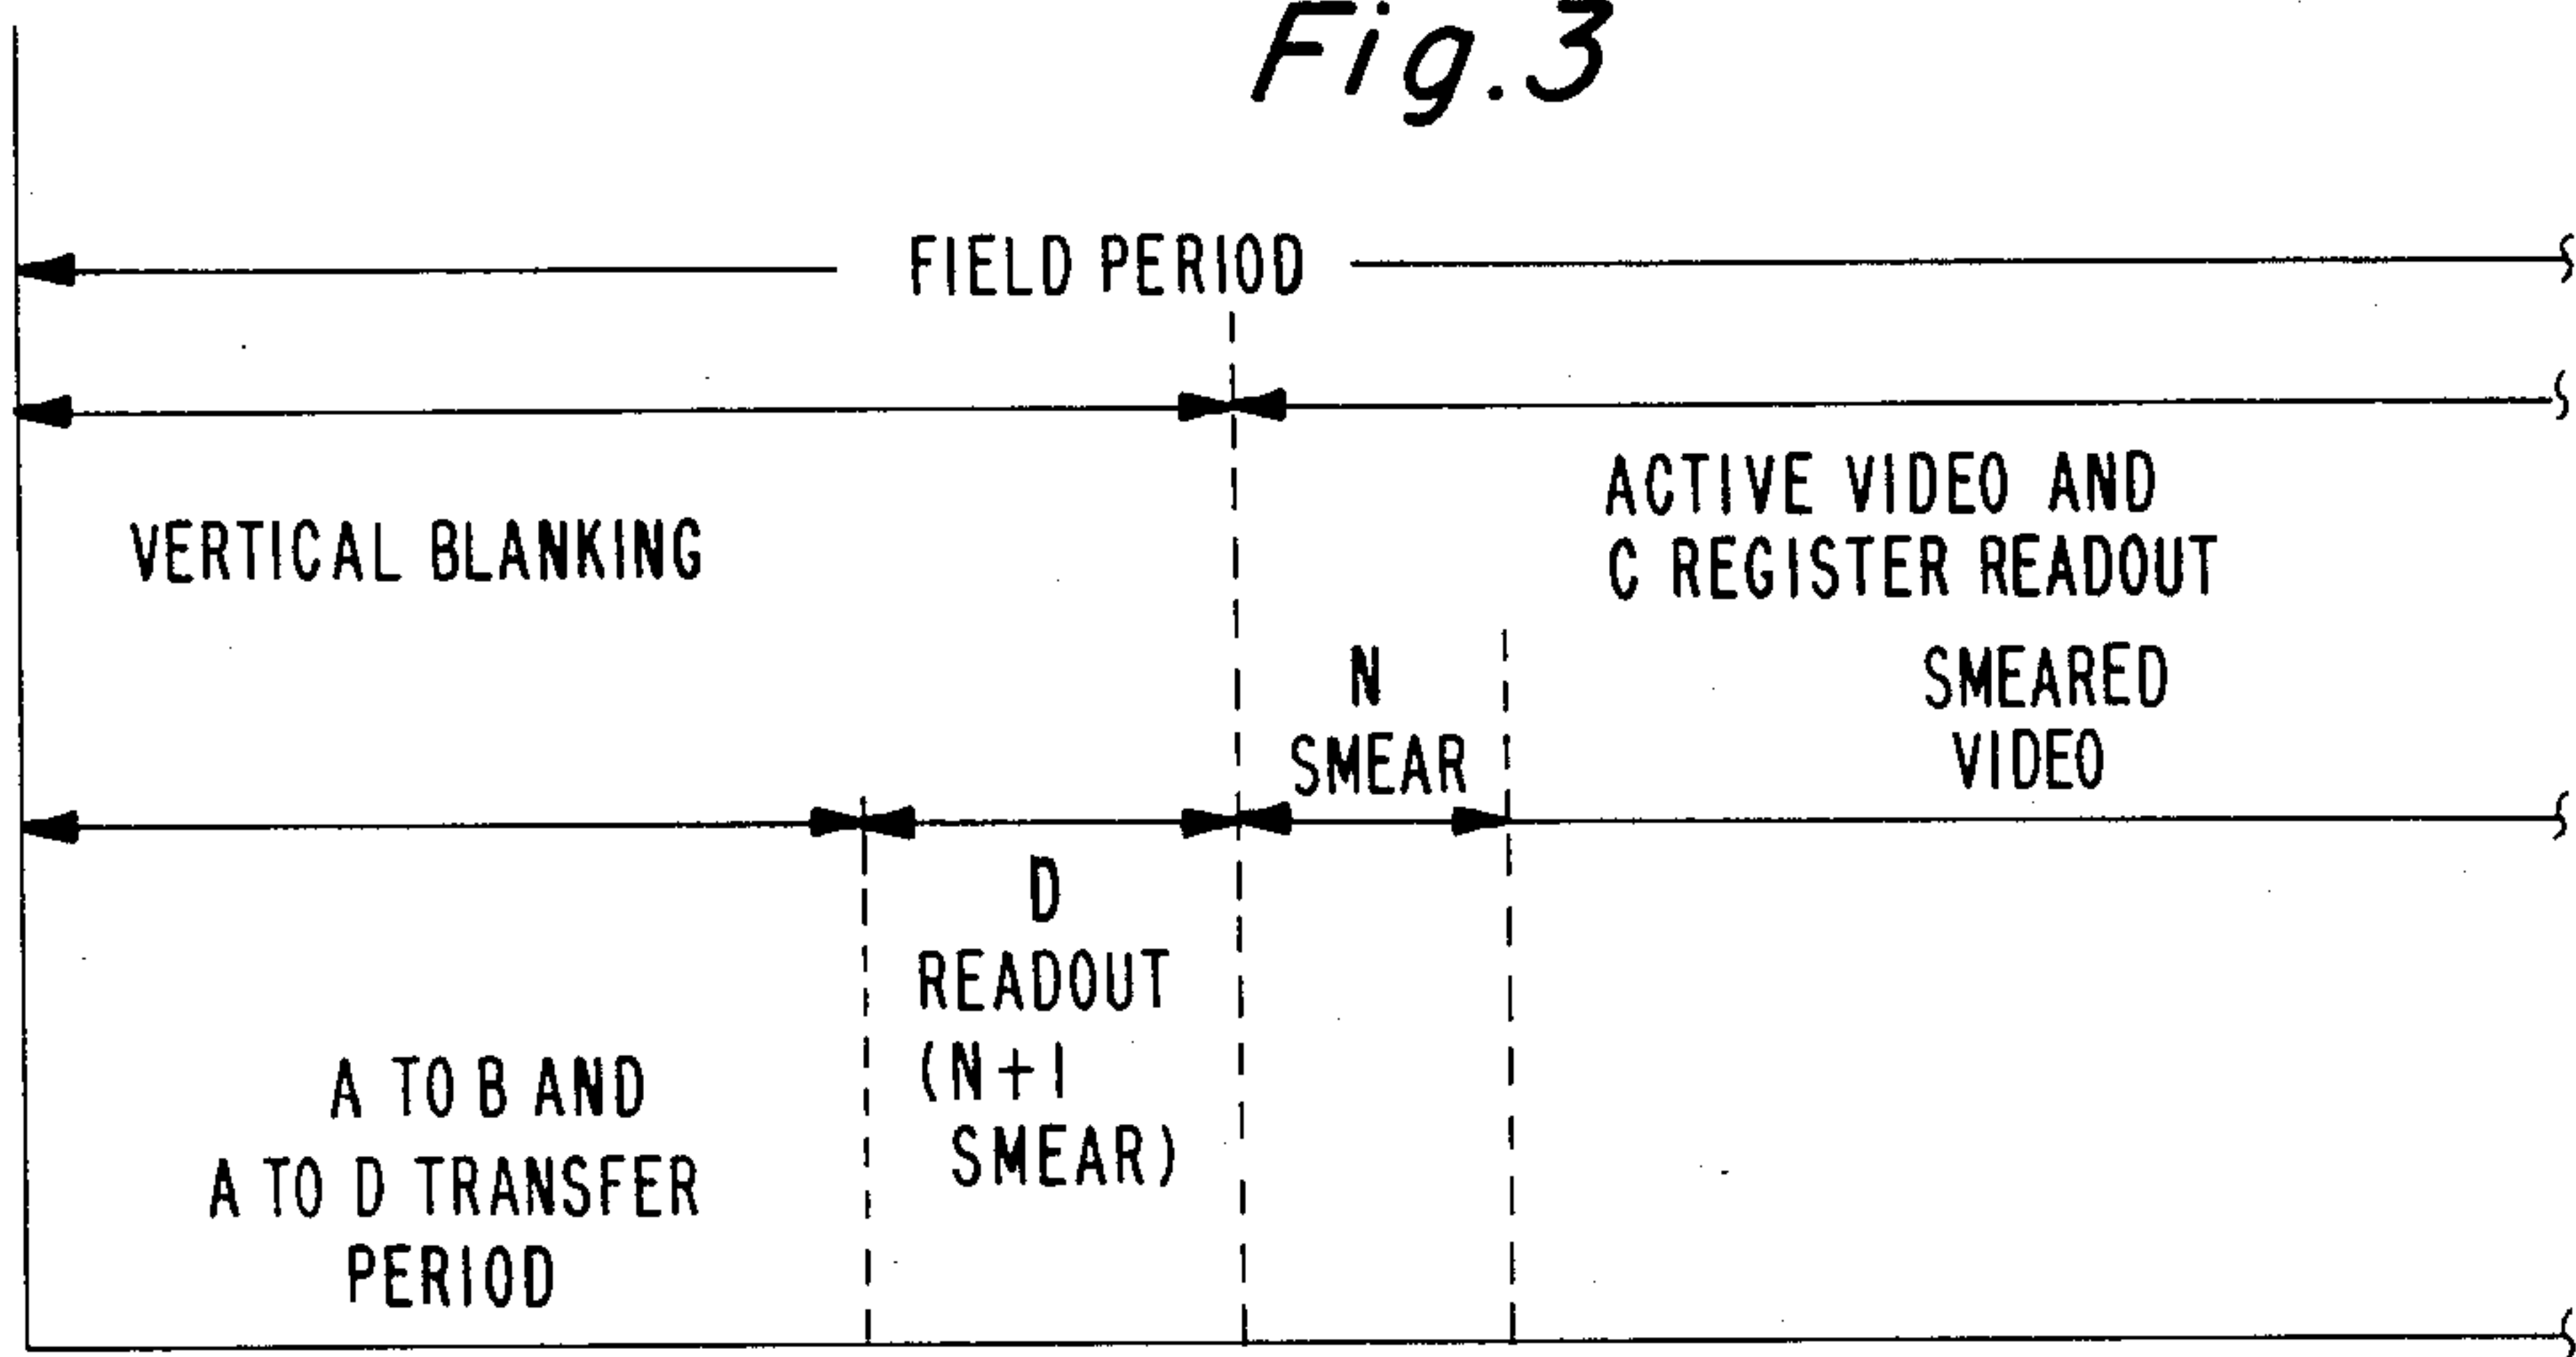 Fig.3
FIELD PERIOD
VERTICAL BLANKING
ACTIVE VIDEO AND
C REGISTER READOUT
N
SMEAR
SMEARED
VIDEO
D
READOUT
(N+1
SMEAR)
A TO B AND
A TO D TRANSFER
PERIOD